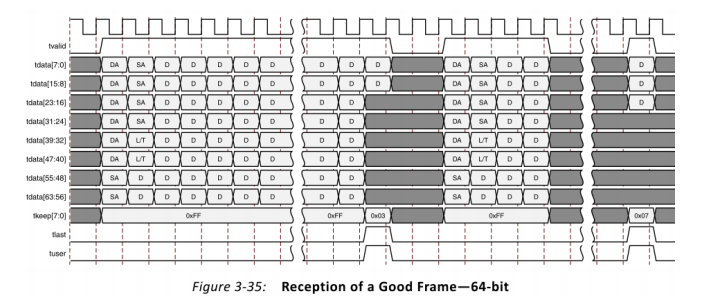 tvalid
tdata[7:0] DA SA D D D D D D D D DA SA D D D
tdata[15:8] DA SA D D D D D D D D DA SA D D D
tdata[23:16] DA SA D D D D D D D DA SA D D D
tdata[31:24] DA SA D D D D D D D DA SA D D
tdata[39:32] DA L/T D D D D D D D DA L/T D D
tdata[47:40] DA L/T D D D D D D D DA L/T D D
tdata[55:48] SA D D D D D D D D SA D D D
tdata[63:56] SA D D D D D D D D SA D D D
tkeep[7:0] 0xFF 0xFF 0x03 0xFF 0x07
tlast
tuser
Figure 3-35: Reception of a Good Frame—64-bit